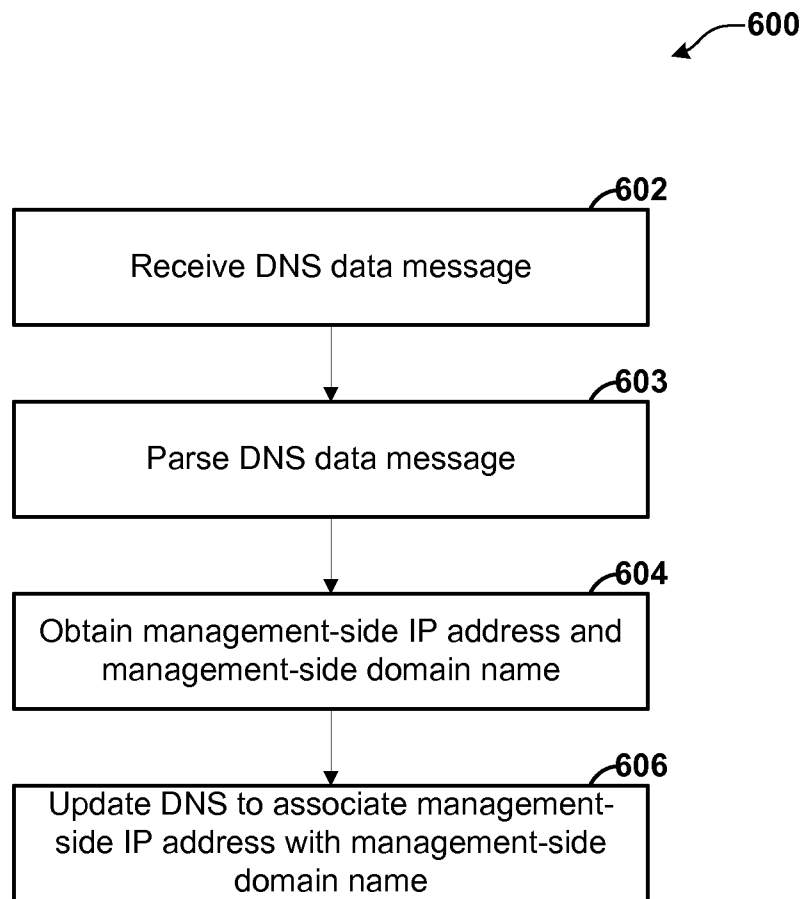 600
602
Receive DNS data message
603
Parse DNS data message
604
Obtain management-side IP address and
management-side domain name
606
Update DNS to associate management-
side IP address with management-side
domain name